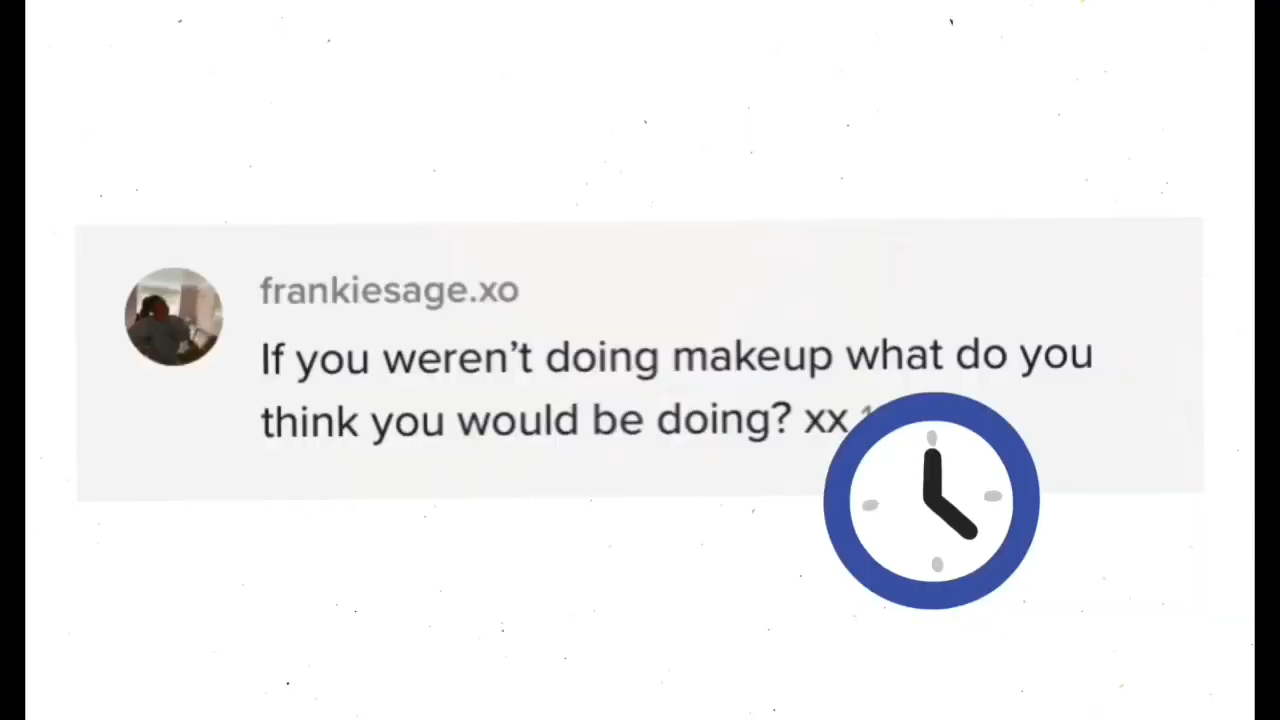 frankiesage.xo
If you weren't doing makeup what do you
think you would be doing? xx